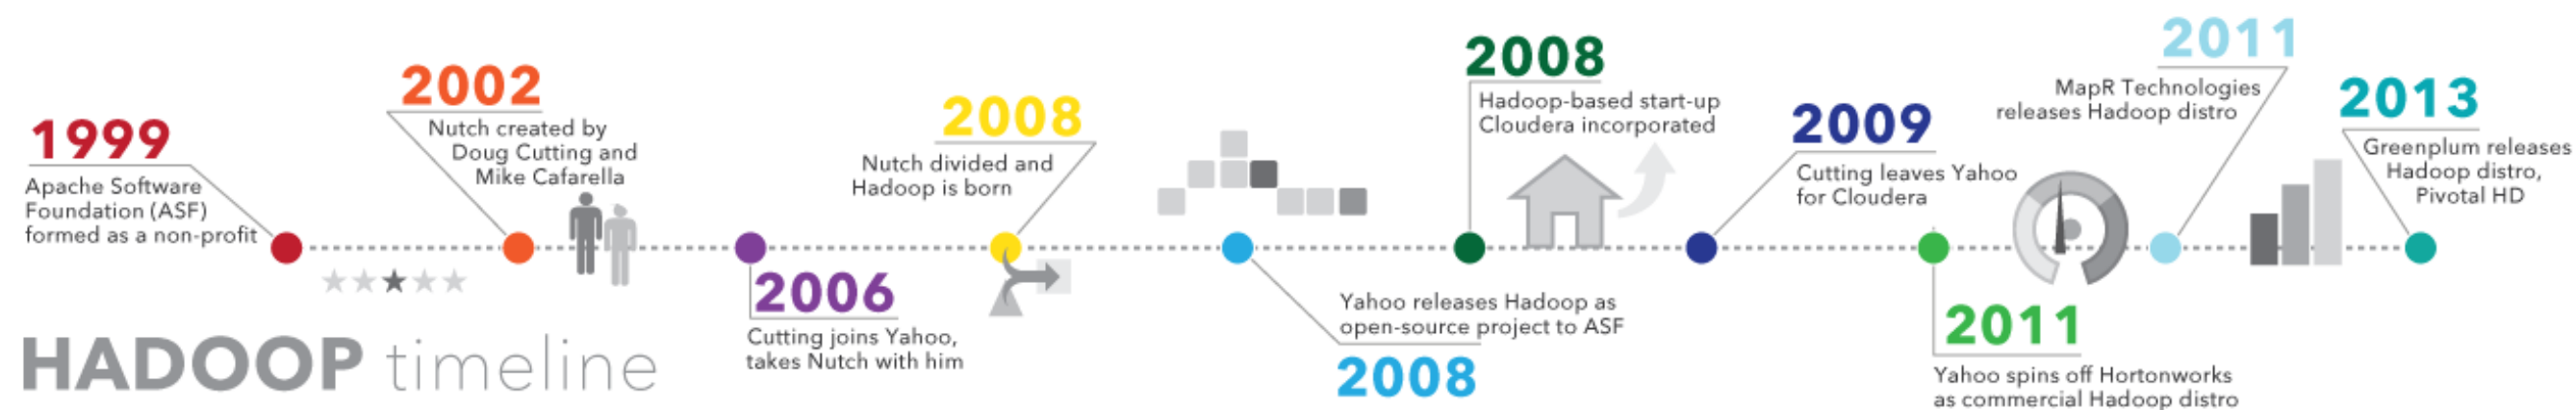 1999
Apache Software
Foundation (ASF)
formed as a non-profit
2002
Nutch created by
Doug Cutting and
Mike Cafarella
2006
Cutting joins Yahoo,
takes Nutch with him
2008
Nutch divided and
Hadoop is born
Yahoo releases Hadoop as
open-source project to ASF
2008
2008
Hadoop-based start-up
Cloudera incorporated
2009
Cutting leaves Yahoo
for Cloudera
2011
Yahoo spins off Hortonworks
as commercial Hadoop distro
2011
MapR Technologies
releases Hadoop distro
2013
Greenplum releases
Hadoop distro,
Pivotal HD
HADOOP timeline